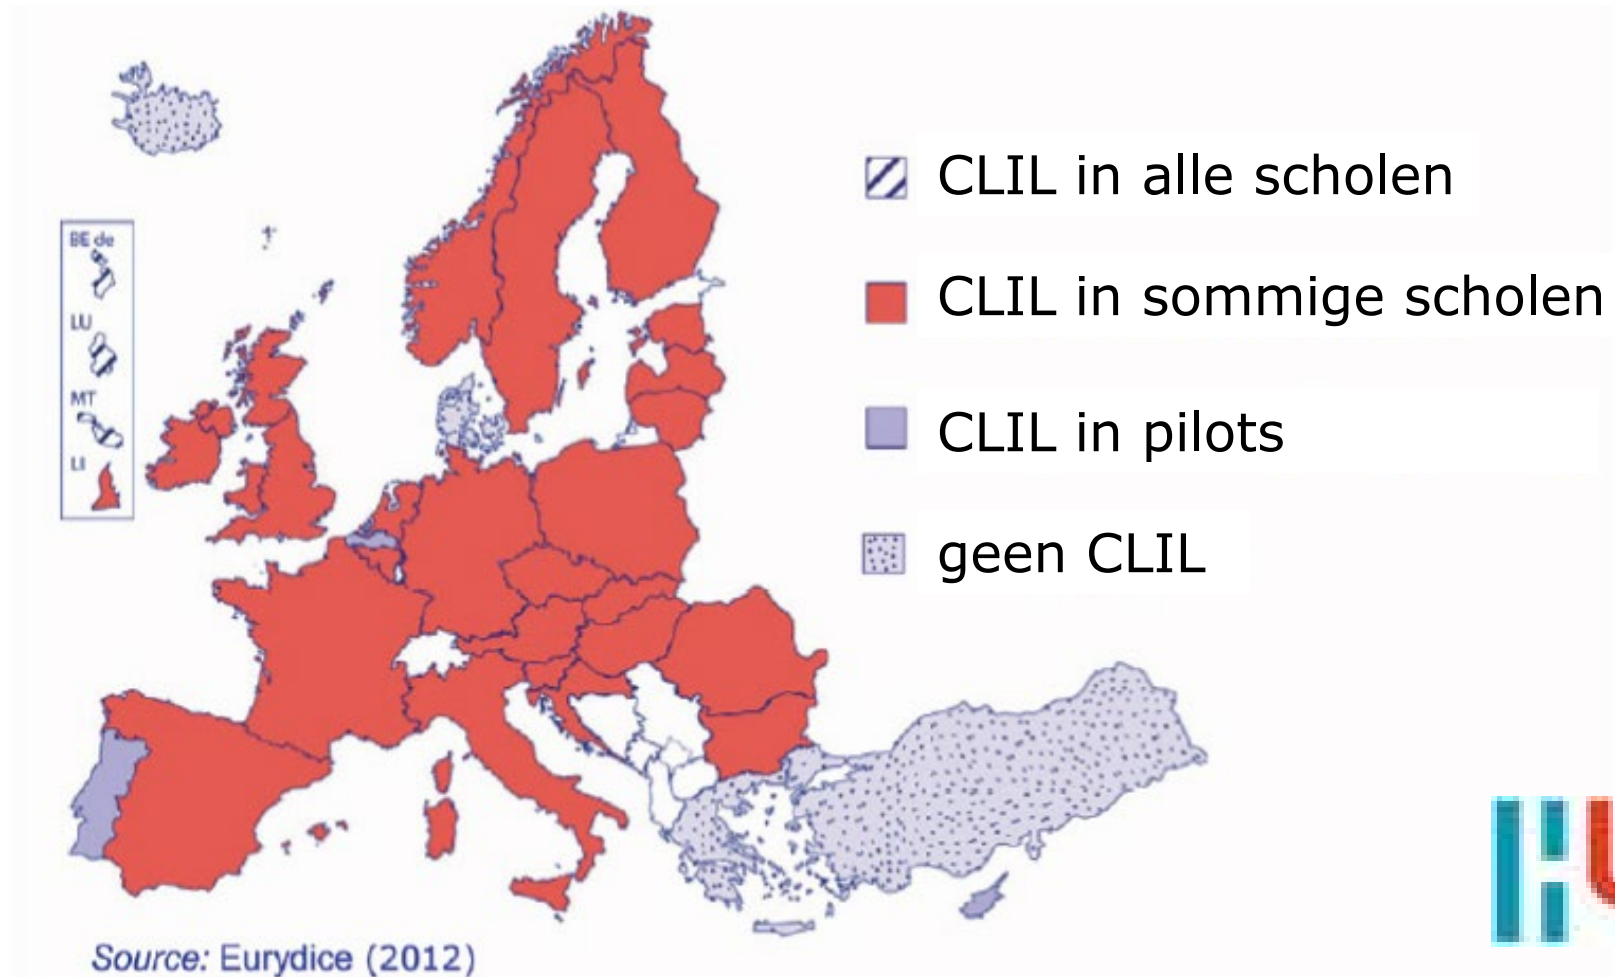 BE de
LU
MT
LI
CLIL in alle scholen
CLIL in sommige scholen
CLIL in pilots
geen CLIL
Source: Eurydice (2012)